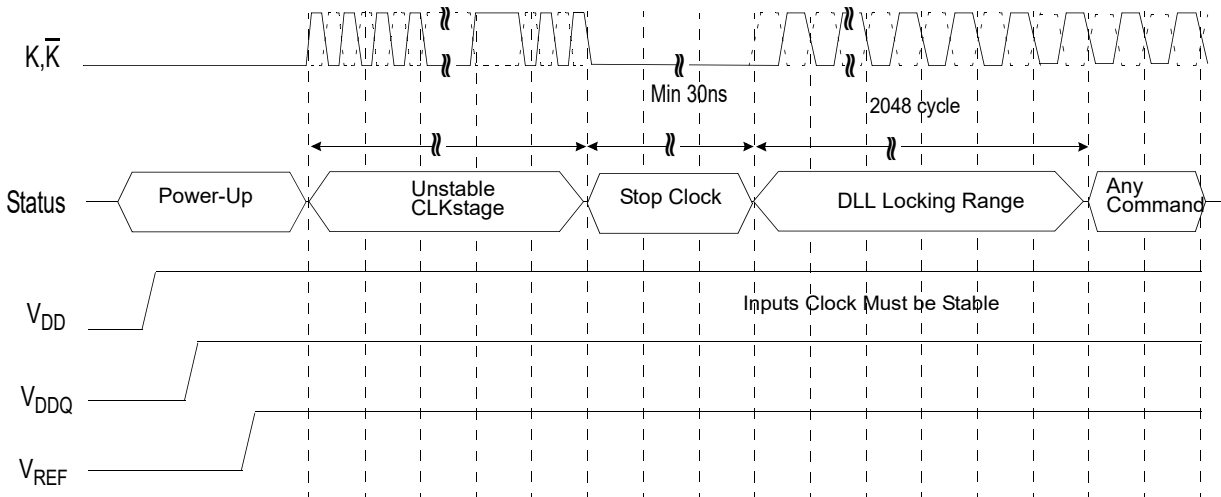 K,K̅
Min 30ns
2048 cycle
Status
Power-Up
Unstable
CLKstage
Stop Clock
DLL Locking Range
Any
Command
Inputs Clock Must be Stable
VDD
VDDQ
VREF